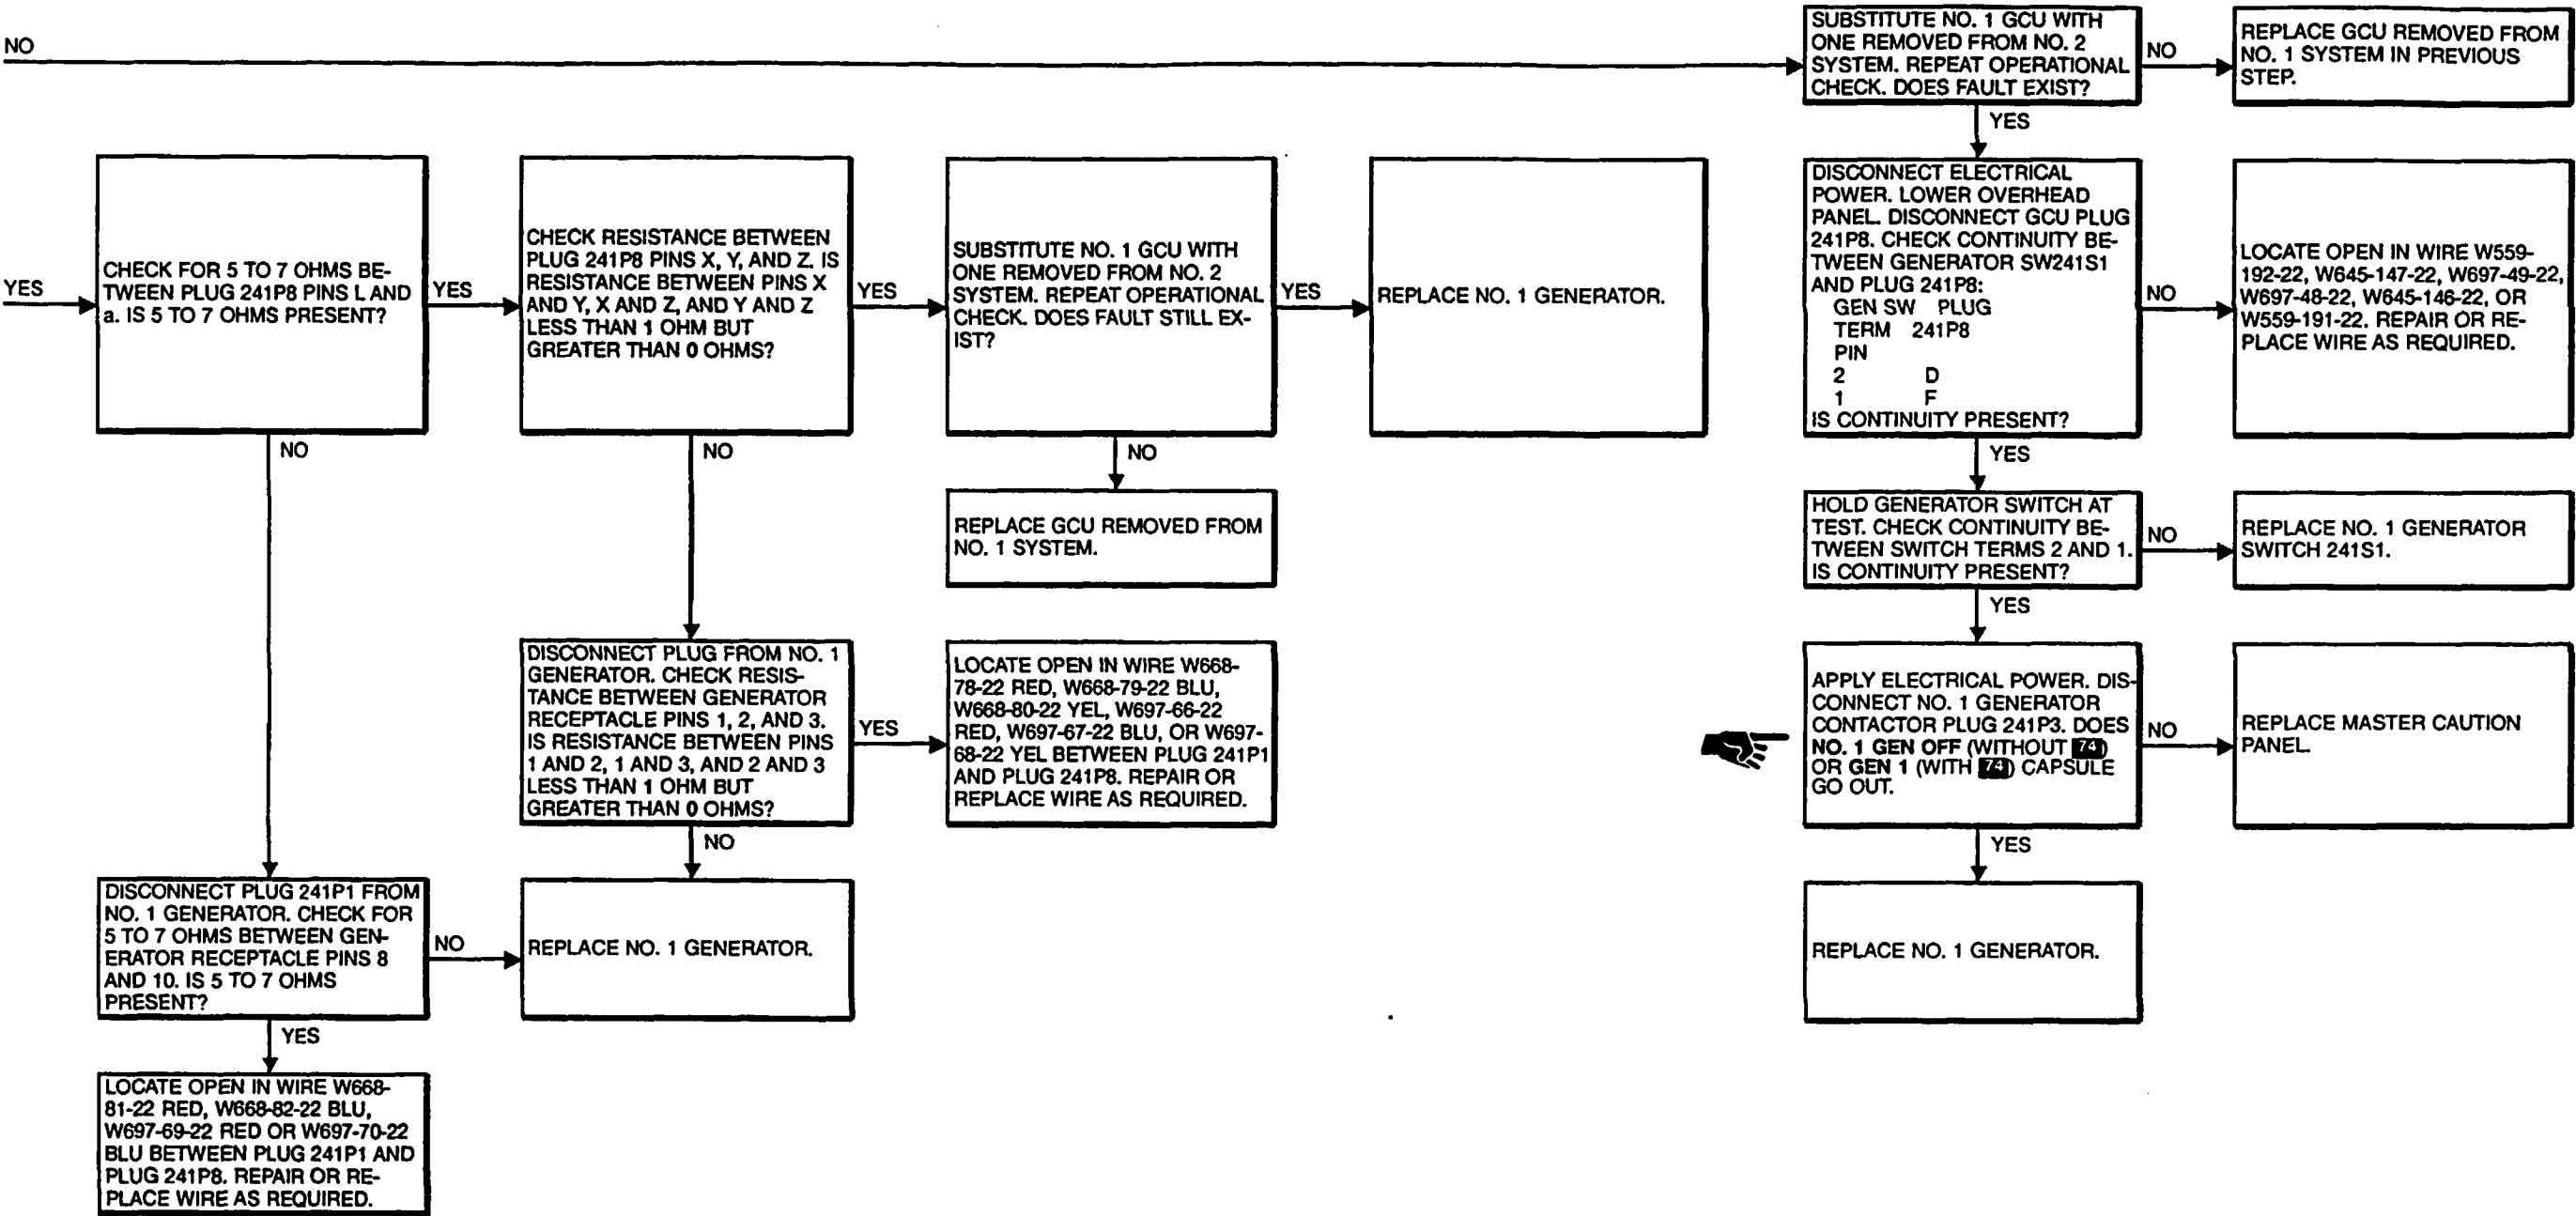 NO
SUBSTITUTE NO. 1 GCU WITH
ONE REMOVED FROM NO. 2
SYSTEM. REPEAT OPERATIONAL
CHECK. DOES FAULT EXIST?
NO
REPLACE GCU REMOVED FROM
NO. 1 SYSTEM IN PREVIOUS
STEP.
YES
YES
CHECK FOR 5 TO 7 OHMS BE-
TWEEN PLUG 241P8 PINS L AND
a. IS 5 TO 7 OHMS PRESENT?
YES
CHECK RESISTANCE BETWEEN
PLUG 241P8 PINS X, Y, AND Z. IS
RESISTANCE BETWEEN PINS X
AND Y, X AND Z, AND Y AND Z
LESS THAN 1 OHM BUT
GREATER THAN 0 OHMS?
YES
SUBSTITUTE NO. 1 GCU WITH
ONE REMOVED FROM NO. 2
SYSTEM. REPEAT OPERATIONAL
CHECK. DOES FAULT STILL EX-
IST?
YES
REPLACE NO. 1 GENERATOR.
DISCONNECT ELECTRICAL
POWER. LOWER OVERHEAD
PANEL. DISCONNECT GCU PLUG
241P8. CHECK CONTINUITY BE-
TWEEN GENERATOR SW241S1
AND PLUG 241P8:
GEN SW PLUG
TERM 241P8
PIN
2 D
1 F
IS CONTINUITY PRESENT?
NO
LOCATE OPEN IN WIRE W559-
192-22, W645-147-22, W697-49-22,
W697-48-22, W645-146-22, OR
W559-191-22. REPAIR OR RE-
PLACE WIRE AS REQUIRED.
NO
NO
NO
YES
REPLACE GCU REMOVED FROM
NO. 1 SYSTEM.
HOLD GENERATOR SWITCH AT
TEST. CHECK CONTINUITY BE-
TWEEN SWITCH TERMS 2 AND 1.
IS CONTINUITY PRESENT?
NO
REPLACE NO. 1 GENERATOR
SWITCH 241S1.
YES
DISCONNECT PLUG FROM NO. 1
GENERATOR. CHECK RESIS-
TANCE BETWEEN GENERATOR
RECEPTACLE PINS 1, 2, AND 3.
IS RESISTANCE BETWEEN PINS
1 AND 2, 1 AND 3, AND 2 AND 3
LESS THAN 1 OHM BUT
GREATER THAN 0 OHMS?
YES
LOCATE OPEN IN WIRE W668-
78-22 RED, W668-79-22 BLU,
W668-80-22 YEL, W697-66-22
RED, W697-67-22 BLU, OR W697-
68-22 YEL BETWEEN PLUG 241P1
AND PLUG 241P8. REPAIR OR
REPLACE WIRE AS REQUIRED.
APPLY ELECTRICAL POWER. DIS-
CONNECT NO. 1 GENERATOR
CONTACTOR PLUG 241P3. DOES
NO. 1 GEN OFF (WITHOUT 74)
OR GEN 1 (WITH 74) CAPSULE
GO OUT.
NO
REPLACE MASTER CAUTION
PANEL.
NO
YES
DISCONNECT PLUG 241P1 FROM
NO. 1 GENERATOR. CHECK FOR
5 TO 7 OHMS BETWEEN GEN-
ERATOR RECEPTACLE PINS 8
AND 10. IS 5 TO 7 OHMS
PRESENT?
NO
REPLACE NO. 1 GENERATOR.
REPLACE NO. 1 GENERATOR.
YES
LOCATE OPEN IN WIRE W668-
81-22 RED, W668-82-22 BLU,
W697-69-22 RED OR W697-70-22
BLU BETWEEN PLUG 241P1 AND
PLUG 241P8. REPAIR OR RE-
PLACE WIRE AS REQUIRED.